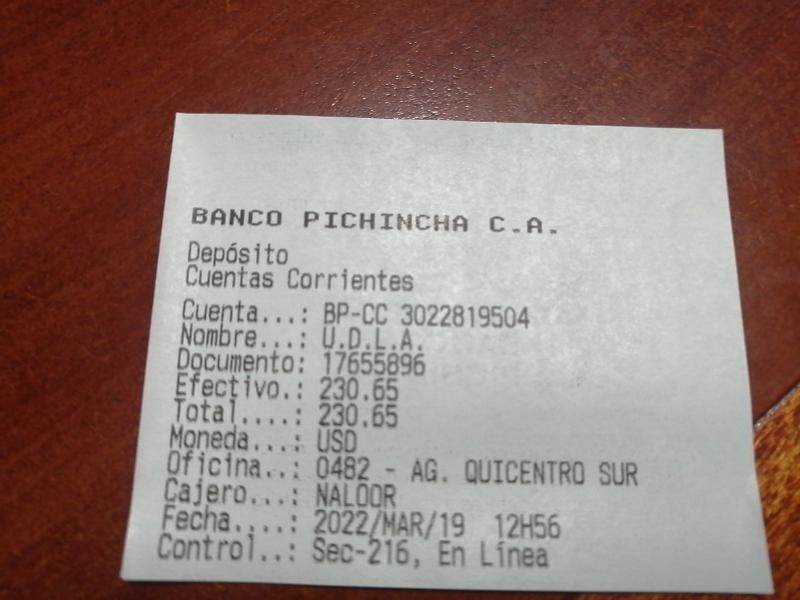 BANCO PICHINCHA C.A.
Depósito
Cuentas Corrientes
Cuenta...: BP-CC 3022819504
Nombre...: U.D.L.A.
Documento: 17655896
Efectivo.: 230.65
Total....: 230.65
Moneda...: USD
Oficina..: 0482 - AG. QUICENTRO SUR
Cajero...: NALOOR
Fecha....: 2022/MAR/19 12H56
Control..: Sec-216, En Línea